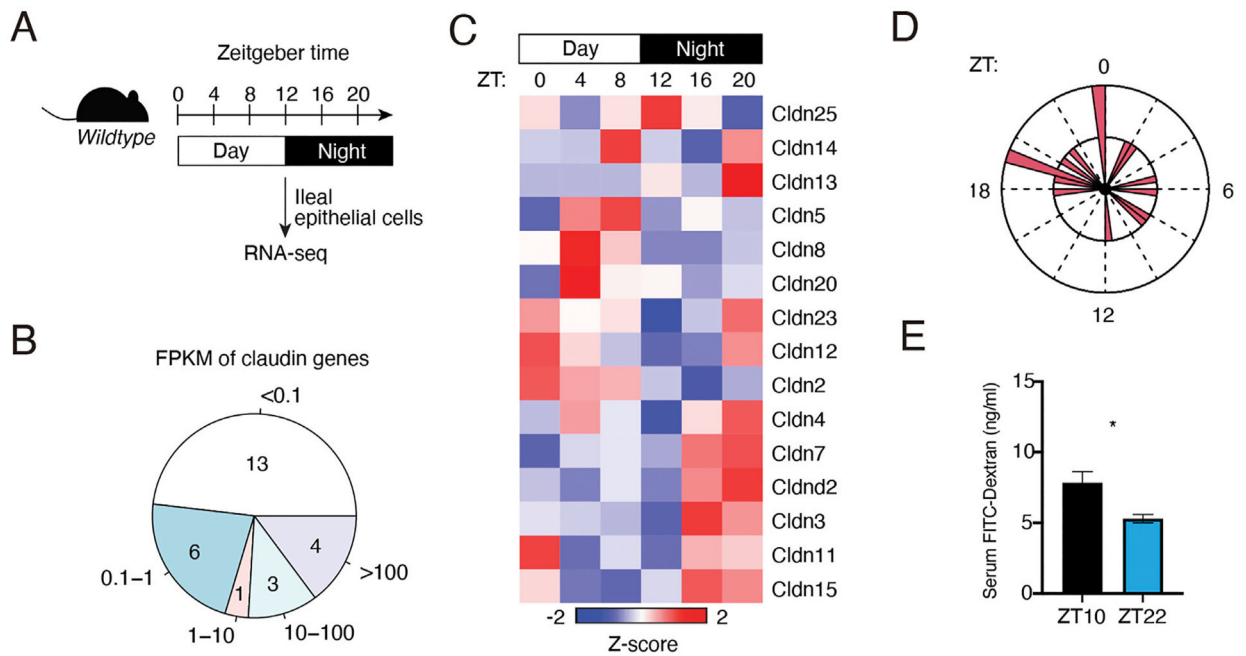 A
Zeitgeber time
0 4 8 12 16 20
Wildtype
Day Night
Ileal
epithelial cells
RNA-seq
B
FPKM of claudin genes
<0.1
13
6
4
0.1–1
1
3
>100
1–10
10–100
C
Day Night
ZT: 0 4 8 12 16 20
Cldn25
Cldn14
Cldn13
Cldn5
Cldn8
Cldn20
Cldn23
Cldn12
Cldn2
Cldn4
Cldn7
Cldnd2
Cldn3
Cldn11
Cldn15
-2 2
Z-score
D
ZT: 0
18 6
12
E
Serum FITC-Dextran (ng/ml)
15
*
10
5
0
ZT10 ZT22